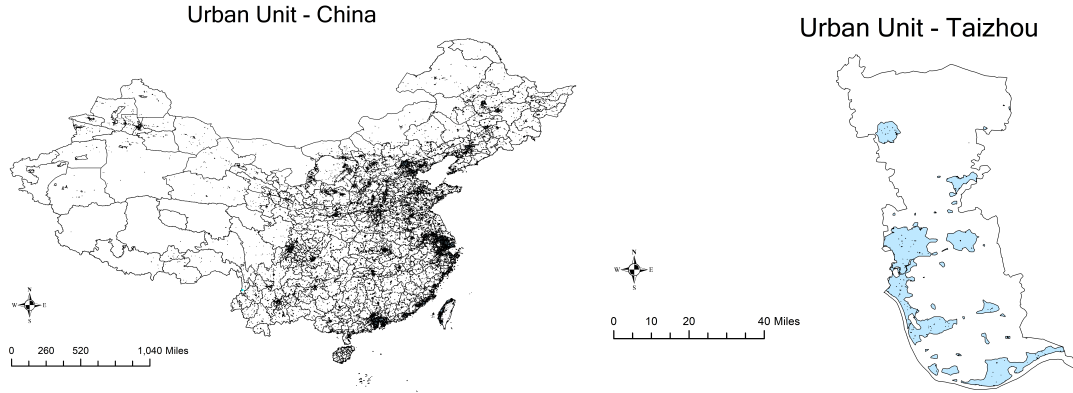 Urban Unit - China
N
W E
S
0 260 520 1,040 Miles
Urban Unit - Taizhou
N
W E
S
0 10 20 40 Miles